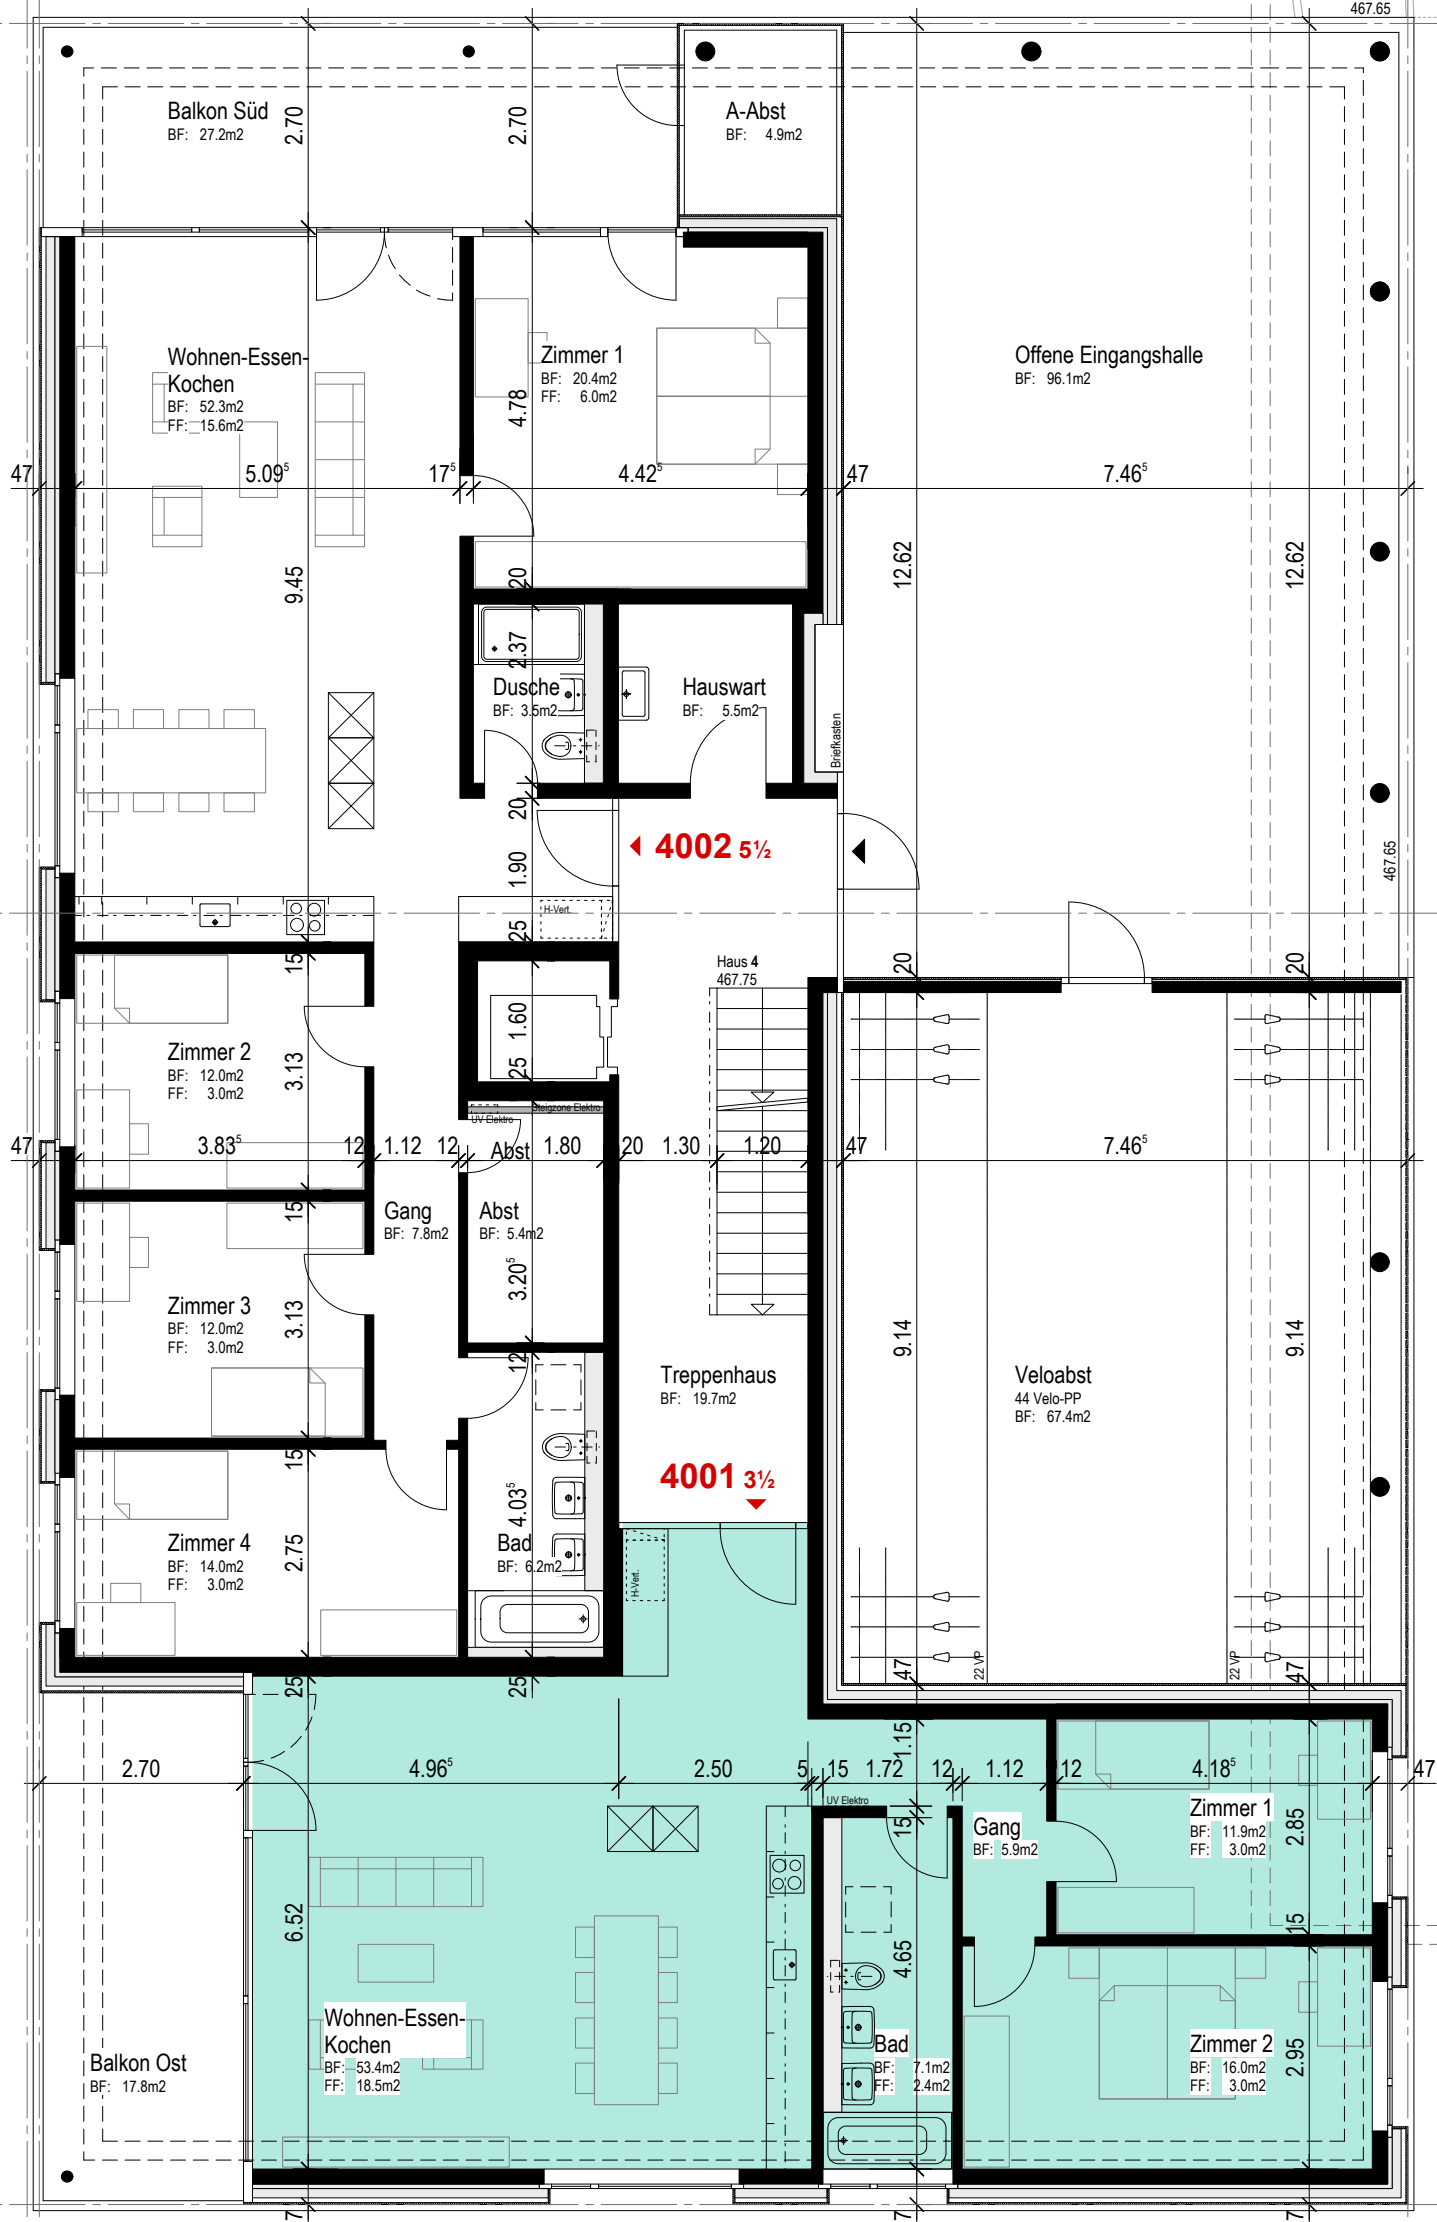 467.65
Balkon Süd
BF: 27.2m2
2.70
2.70
A-Abst
BF: 4.9m2
Wohnen-Essen-
Kochen
BF: 52.3m2
FF: 15.6m2
Zimmer 1
BF: 20.4m2
FF: 6.0m2
4.78
Offene Eingangshalle
BF: 96.1m2
47
5.09⁵
17⁵
4.42⁵
47
7.46⁵
9.45
20
12.62
12.62
2.37
Dusche
BF: 3.5m2
Hauswart
BF: 5.5m2
Briefkasten
20
4002 5½
1.90
467.65
H-Vert.
25
15
20
20
Haus 4
467.75
1.60
Zimmer 2
BF: 12.0m2
FF: 3.0m2
3.13
25
Steigzone Elektro
UV Elektro
47
3.83⁵
12
1.12
12
Abst
1.80
20
1.30
1.20
47
7.46⁵
15
Gang
BF: 7.8m2
Abst
BF: 5.4m2
3.20⁵
Zimmer 3
BF: 12.0m2
FF: 3.0m2
3.13
9.14
9.14
12
Treppenhaus
BF: 19.7m2
Veloabst
44 Velo-PP
BF: 67.4m2
15
4001 3½
4.03⁵
Zimmer 4
BF: 14.0m2
FF: 3.0m2
2.75
Bad
BF: 6.2m2
H-Vert.
25
25
47
22 VP
22 VP
47
1.15
2.70
4.96⁵
2.50
5
15
1.72
12
1.12
12
4.18⁵
47
UV Elektro
15
Gang
BF: 5.9m2
Zimmer 1
BF: 11.9m2
FF: 3.0m2
2.85
6.52
15
4.65
Wohnen-Essen-
Kochen
BF: 53.4m2
FF: 18.5m2
Bad
BF: 7.1m2
FF: 2.4m2
Zimmer 2
BF: 16.0m2
FF: 3.0m2
2.95
Balkon Ost
BF: 17.8m2
7
7
7